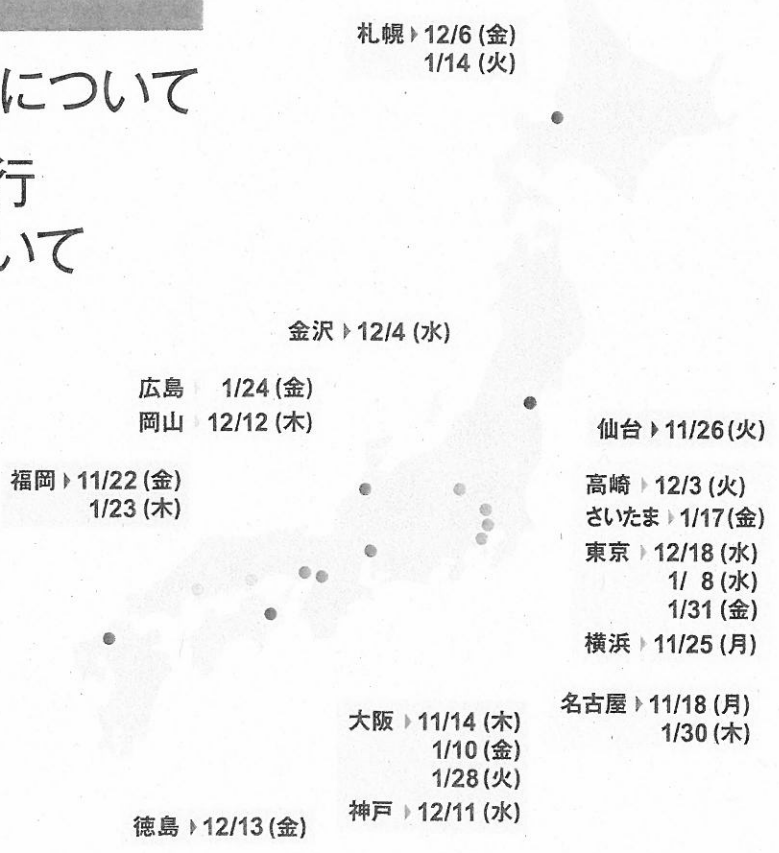 について
行
いて
札幌 12/6 (金)
1/14 (火)
金沢 12/4 (水)
広島 1/24 (金)
岡山 12/12 (木)
福岡 11/22 (金)
1/23 (木)
仙台 11/26 (火)
高崎 12/3 (火)
さいたま 1/17 (金)
東京 12/18 (水)
1/ 8 (水)
1/31 (金)
横浜 11/25 (月)
名古屋 11/18 (月)
1/30 (木)
大阪 11/14 (木)
1/10 (金)
1/28 (火)
神戸 12/11 (水)
徳島 12/13 (金)